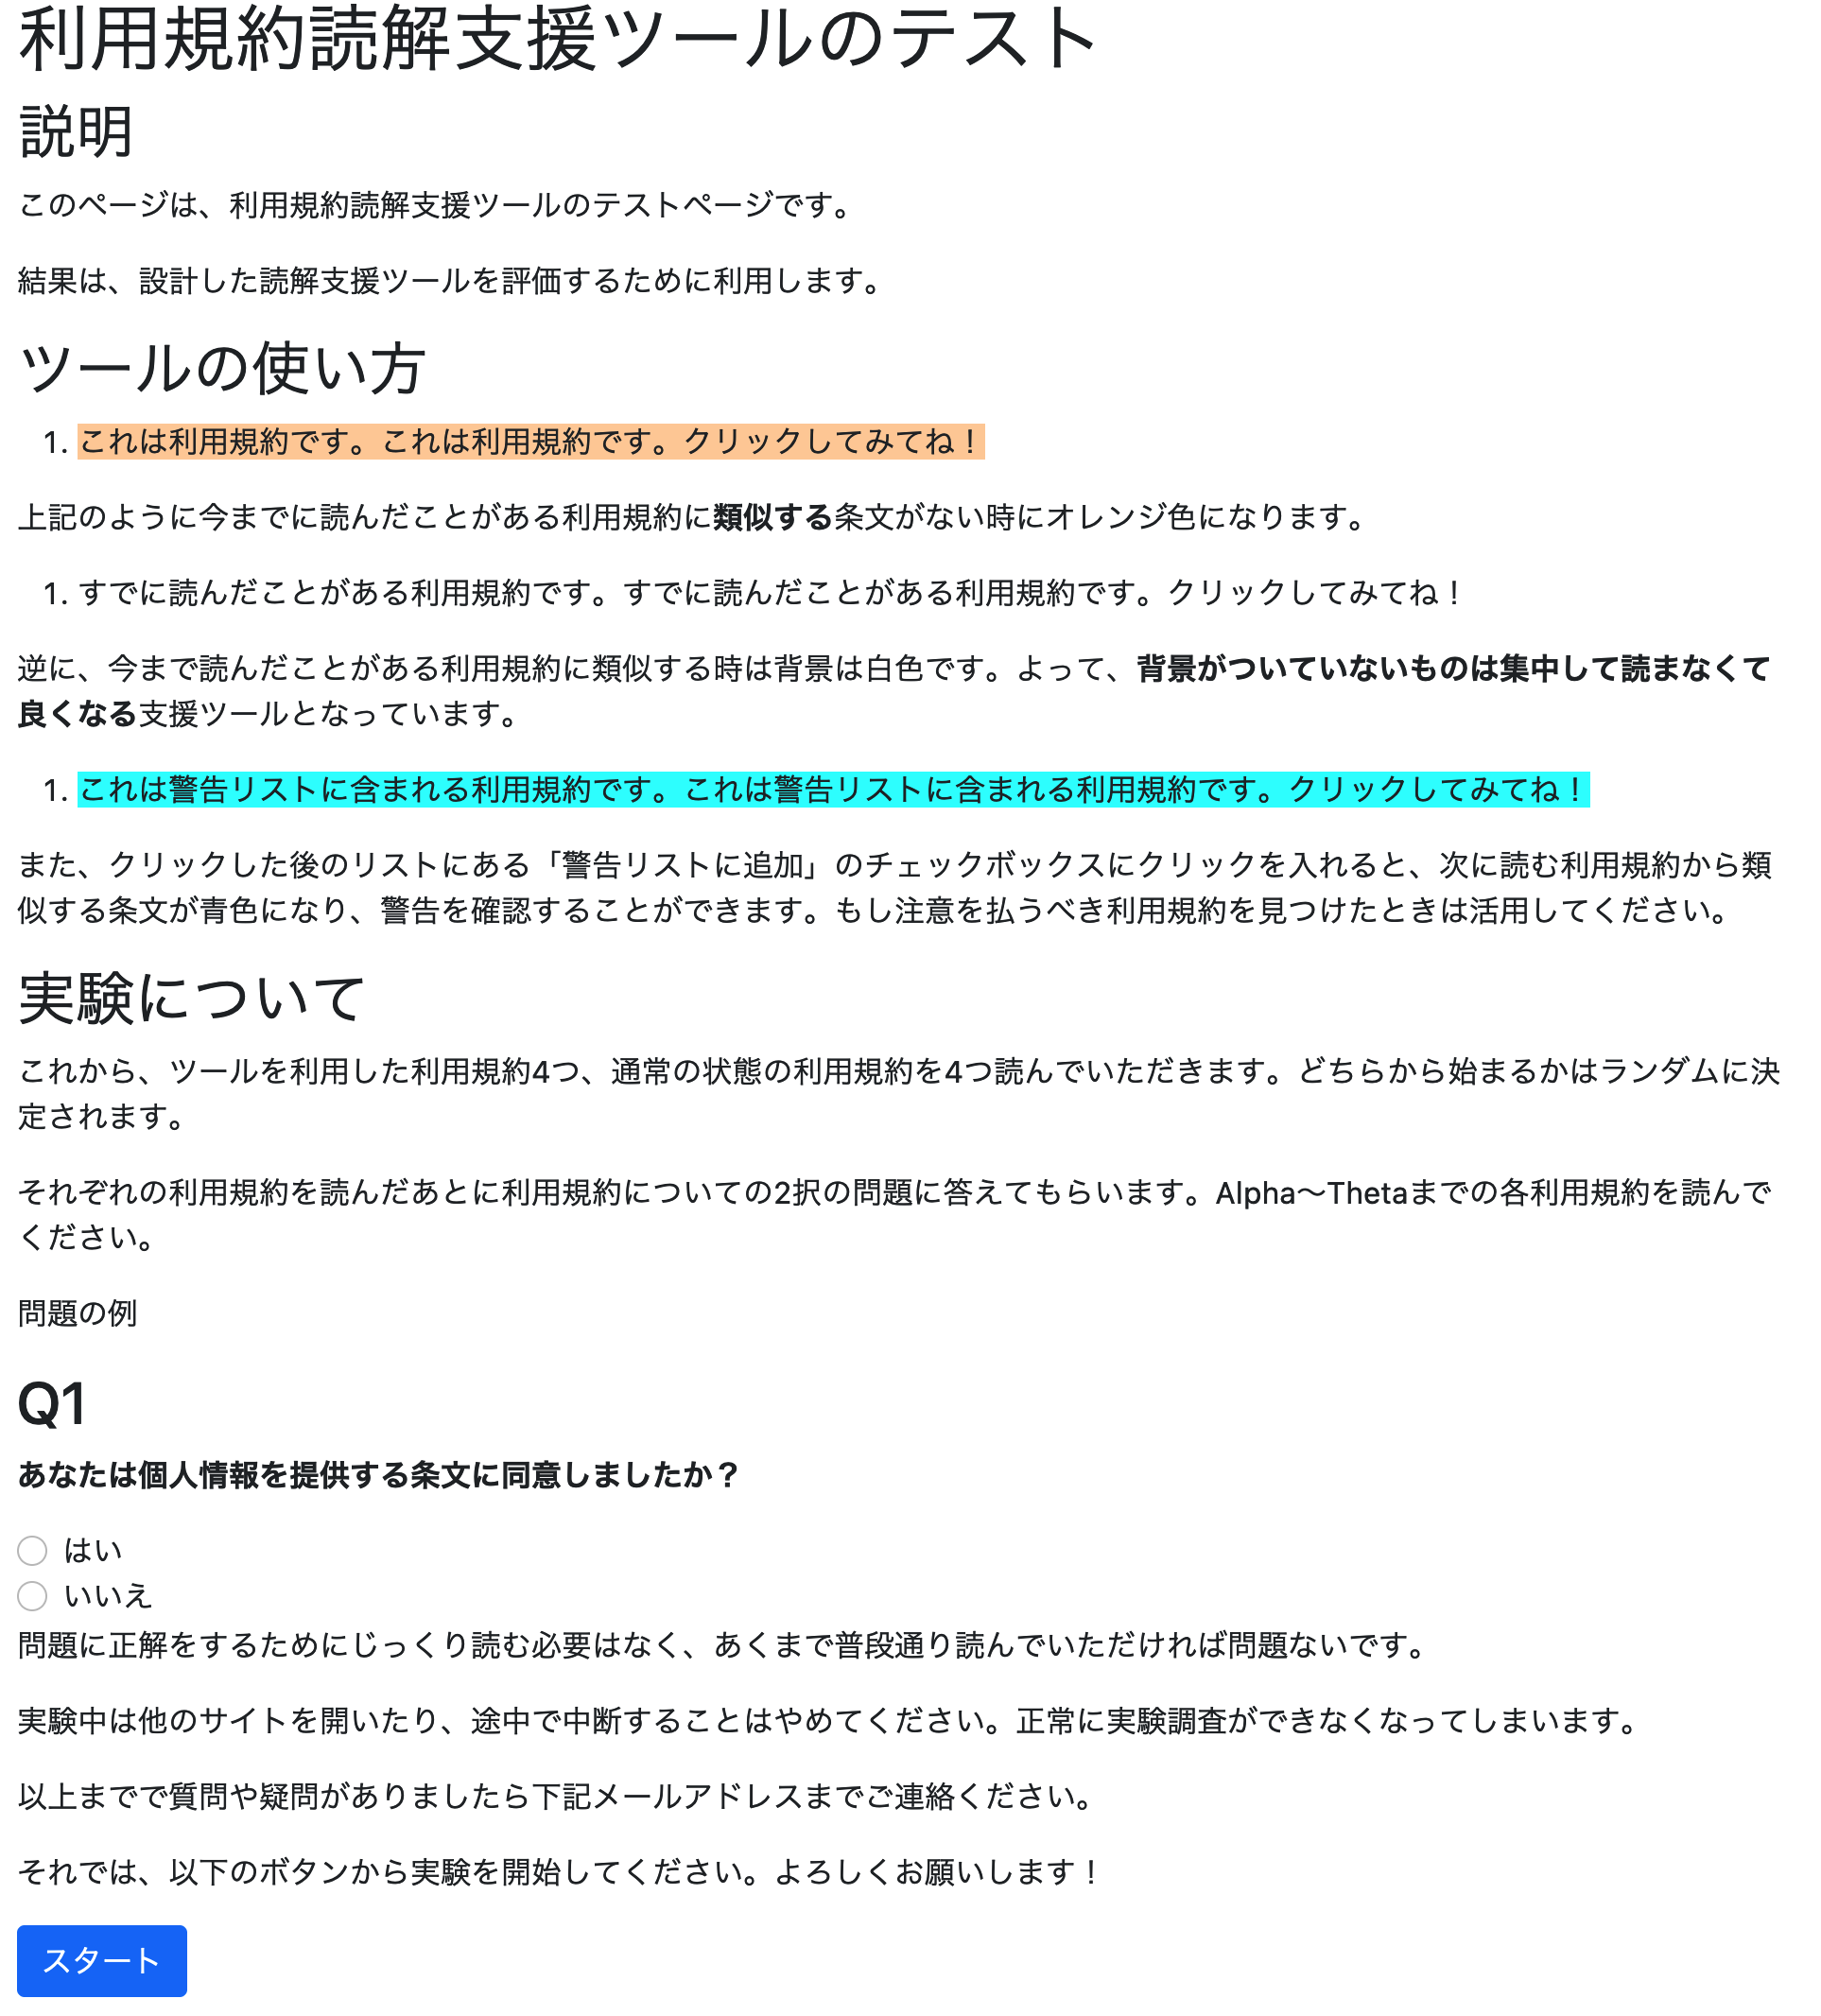 利用規約読解支援ツールのテスト
説明
このページは、利用規約読解支援ツールのテストページです。
結果は、設計した読解支援ツールを評価するために利用します。
ツールの使い方
1. これは利用規約です。これは利用規約です。クリックしてみてね！
上記のように今までに読んだことがある利用規約に類似する条文がない時にオレンジ色になります。
1. すでに読んだことがある利用規約です。すでに読んだことがある利用規約です。クリックしてみてね！
逆に、今まで読んだことがある利用規約に類似する時は背景は白色です。よって、背景がついていないものは集中して読まなくて
良くなる支援ツールとなっています。
1. これは警告リストに含まれる利用規約です。これは警告リストに含まれる利用規約です。クリックしてみてね！
また、クリックした後のリストにある「警告リストに追加」のチェックボックスにクリックを入れると、次に読む利用規約から類
似する条文が青色になり、警告を確認することができます。もし注意を払うべき利用規約を見つけたときは活用してください。
実験について
これから、ツールを利用した利用規約4つ、通常の状態の利用規約を4つ読んでいただきます。どちらから始まるかはランダムに決
定されます。
それぞれの利用規約を読んだあとに利用規約についての2択の問題に答えてもらいます。Alpha〜Thetaまでの各利用規約を読んで
ください。
問題の例
Q1
あなたは個人情報を提供する条文に同意しましたか？
はい
いいえ
問題に正解をするためにじっくり読む必要はなく、あくまで普段通り読んでいただければ問題ないです。
実験中は他のサイトを開いたり、途中で中断することはやめてください。正常に実験調査ができなくなってしまいます。
以上までで質問や疑問がありましたら下記メールアドレスまでご連絡ください。
それでは、以下のボタンから実験を開始してください。よろしくお願いします！
スタート